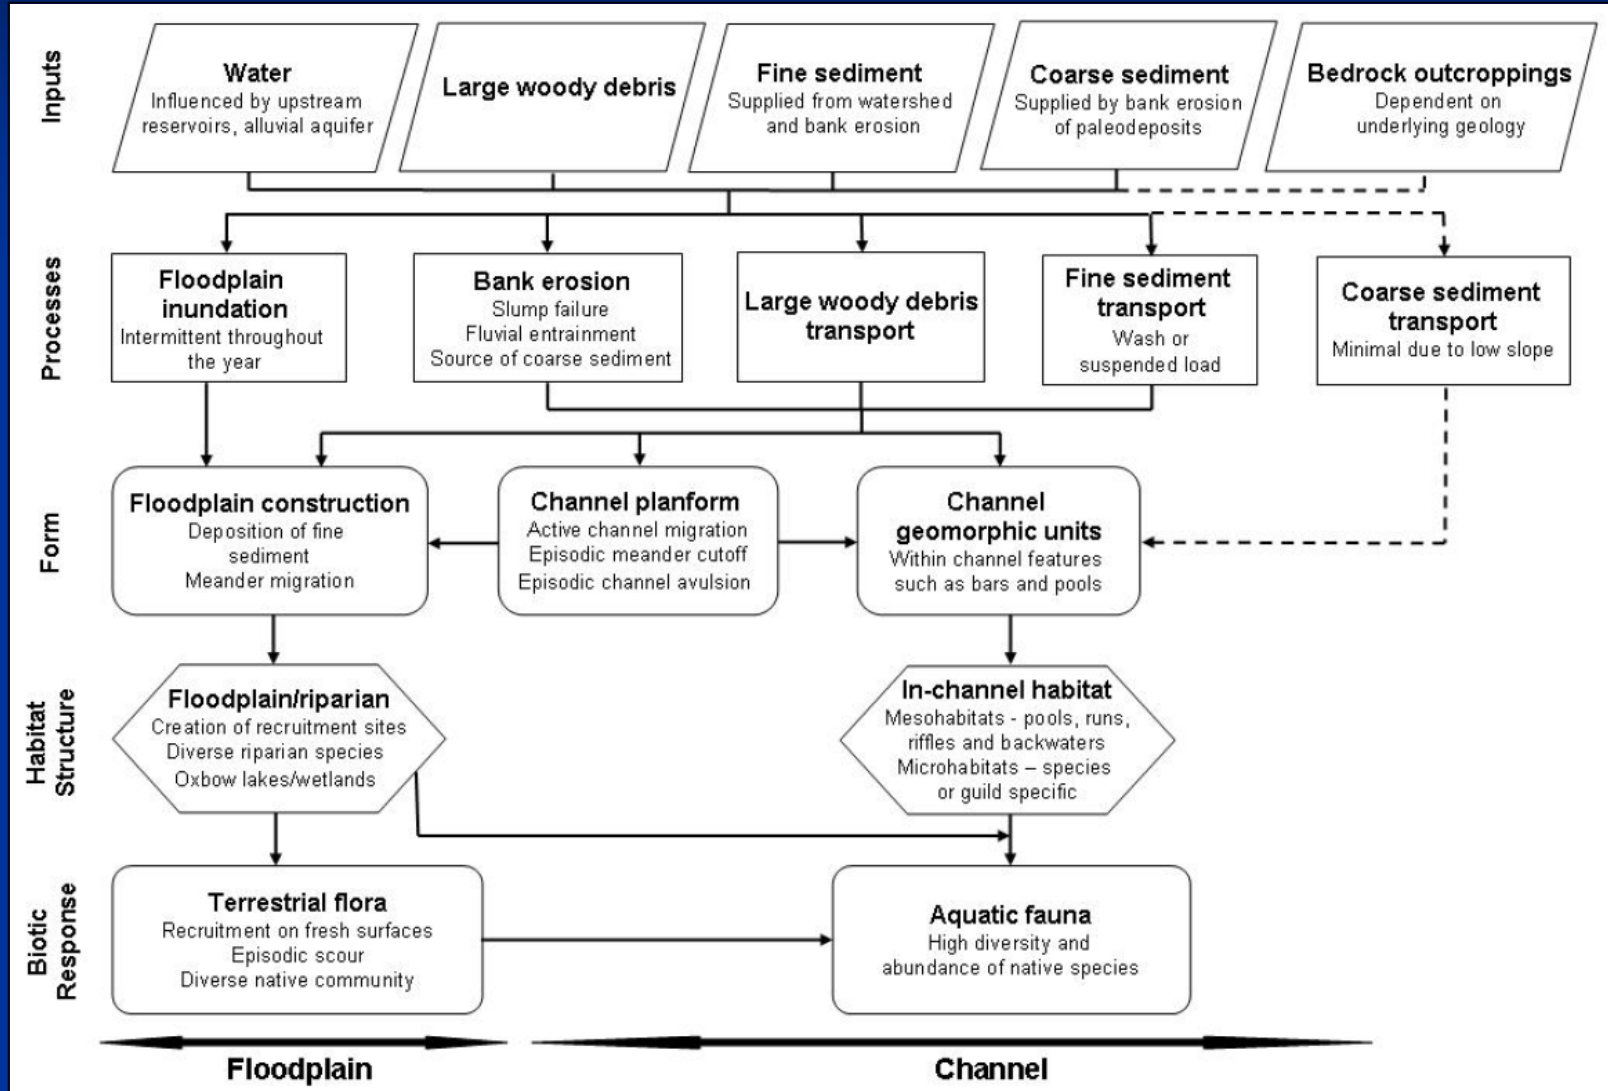 Inputs
Water
Influenced by upstream
reservoirs, alluvial aquifer
Large woody debris
Fine sediment
Supplied from watershed
and bank erosion
Coarse sediment
Supplied by bank erosion
of paleodeposits
Bedrock outcroppings
Dependent on
underlying geology
Processes
Floodplain
inundation
Intermittent throughout
the year
Bank erosion
Slump failure
Fluvial entrainment
Source of coarse sediment
Large woody debris
transport
Fine sediment
transport
Wash or
suspended load
Coarse sediment
transport
Minimal due to low slope
Form
Floodplain construction
Deposition of fine
sediment
Meander migration
Channel planform
Active channel migration
Episodic meander cutoff
Episodic channel avulsion
Channel
geomorphic units
Within channel features
such as bars and pools
Habitat
Structure
Floodplain/riparian
Creation of recruitment sites
Diverse riparian species
Oxbow lakes/wetlands
In-channel habitat
Mesohabitats - pools, runs,
riffles and backwaters
Microhabitats – species
or guild specific
Biotic
Response
Terrestrial flora
Recruitment on fresh surfaces
Episodic scour
Diverse native community
Aquatic fauna
High diversity and
abundance of native species
Floodplain
Channel